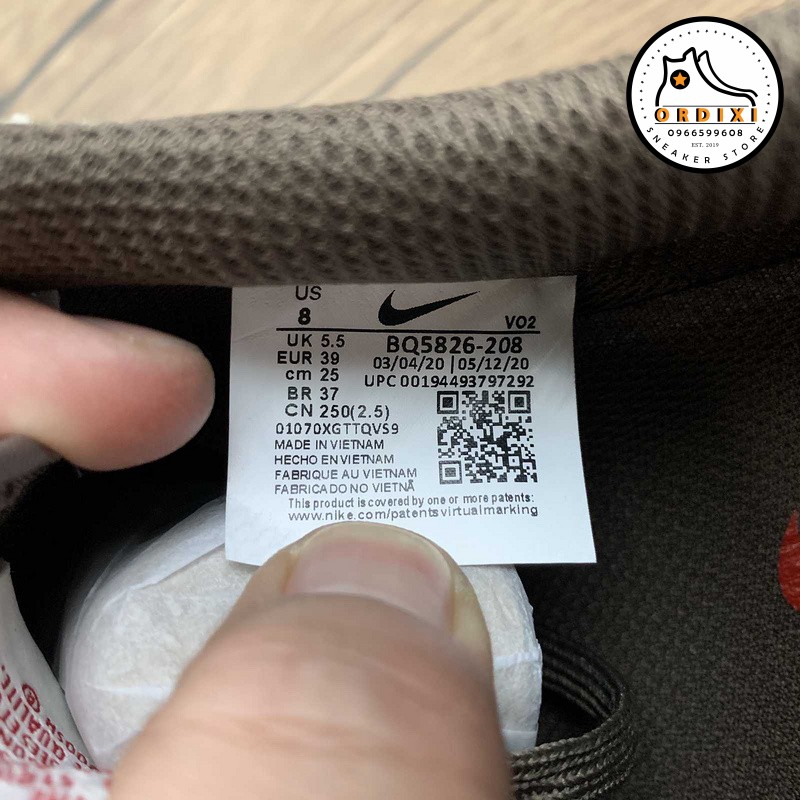 ORDIXI
0966599608
EST. 2019
SNEAKER STORE
US
8
VO2
UK 5.5
EUR 39
cm 25
BR 37
CN 250(2.5)
BQ5826-208
03/04/20 | 05/12/20
UPC 00194493797292
01070XGTTQVS9
MADE IN VIETNAM
HECHO EN VIETNAM
FABRIQUE AU VIETNAM
FABRICADO NO VIETNÃ
This product is covered by one or more patents:
www.nike.com/patentsvirtualmarking
QUALITÉ